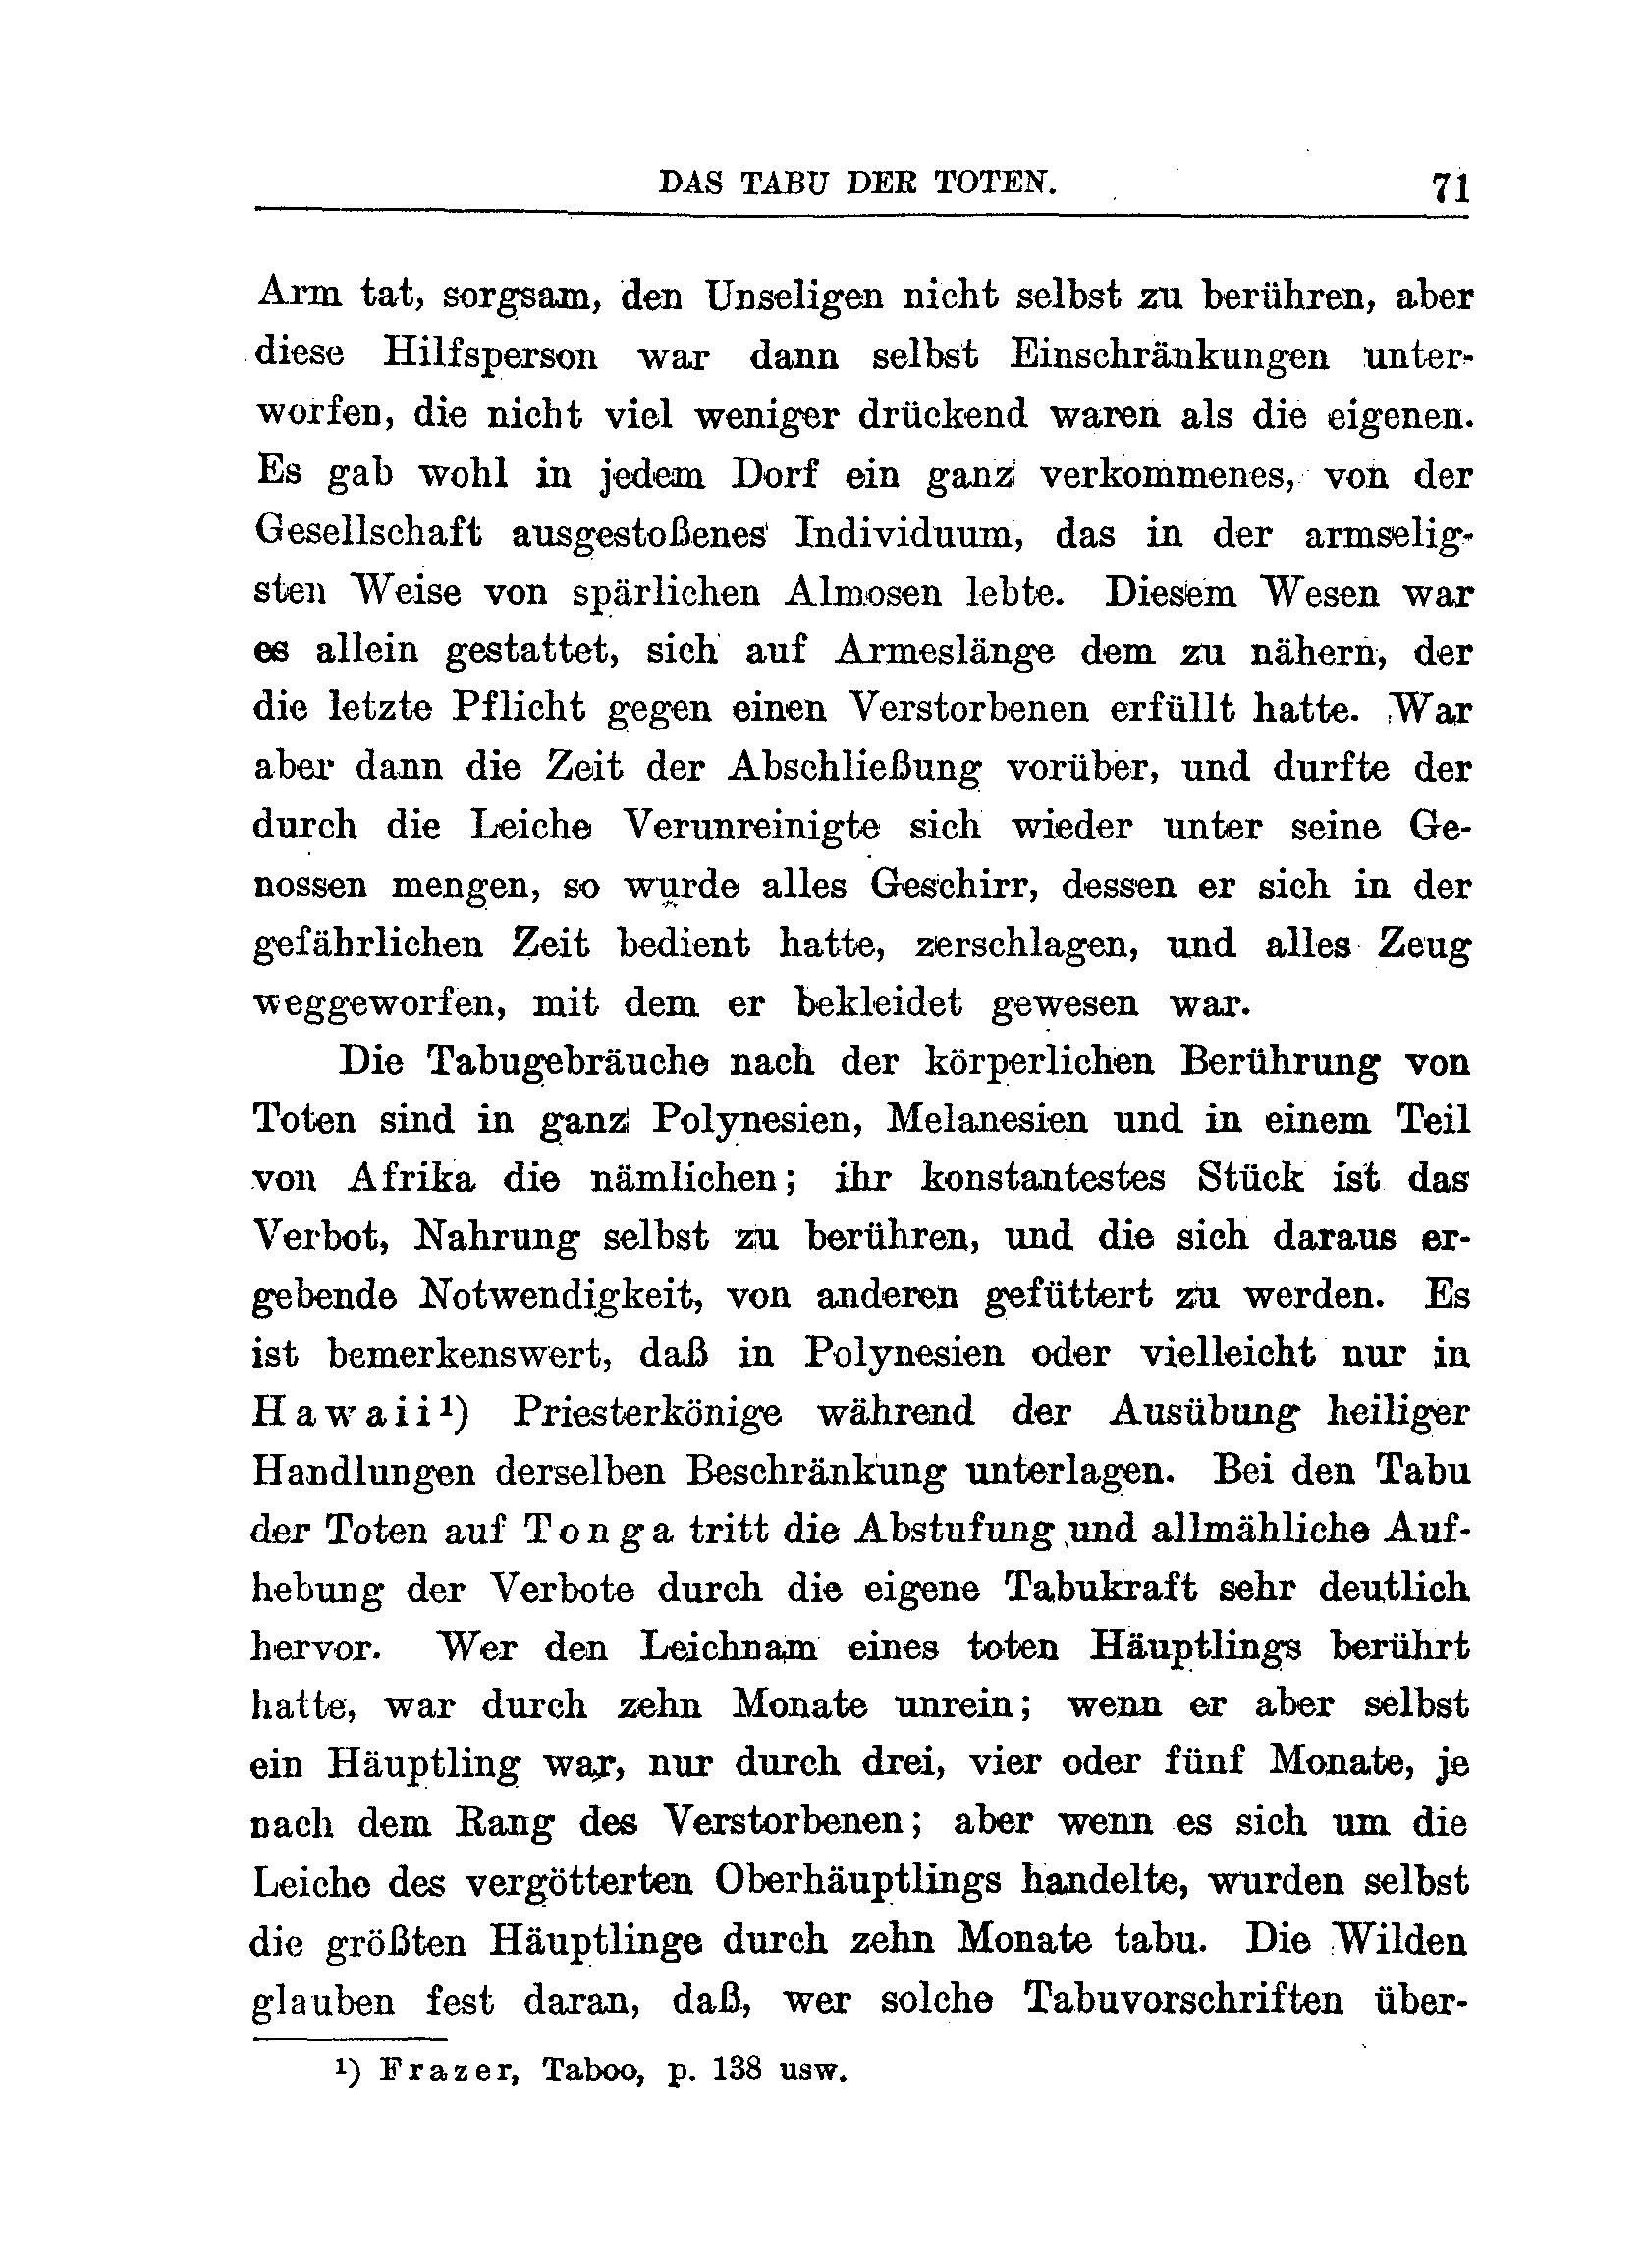 DAS TABU DER TOTEN. 71
Arm tat, sorgsam, den Unseligen nicht selbst zu berühren, aber
diese Hilfsperson war dann selbst Einschränkungen unter-
worfen, die nicht viel weniger drückend waren als die eigenen.
Es gab wohl in jedem Dorf ein ganz verkommenes, von der
Gesellschaft ausgestoßenes Individuum, das in der armselig-
sten Weise von spärlichen Almosen lebte. Diesem Wesen war
es allein gestattet, sich auf Armeslänge dem zu nähern, der
die letzte Pflicht gegen einen Verstorbenen erfüllt hatte. War
aber dann die Zeit der Abschließung vorüber, und durfte der
durch die Leiche Verunreinigte sich wieder unter seine Ge-
nossen mengen, so wurde alles Geschirr, dessen er sich in der
gefährlichen Zeit bedient hatte, zerschlagen, und alles Zeug
weggeworfen, mit dem er bekleidet gewesen war.
Die Tabugebräuche nach der körperlichen Berührung von
Toten sind in ganz Polynesien, Melanesien und in einem Teil
von Afrika die nämlichen; ihr konstantestes Stück ist das
Verbot, Nahrung selbst zu berühren, und die sich daraus er-
gebende Notwendigkeit, von anderen gefüttert zu werden. Es
ist bemerkenswert, daß in Polynesien oder vielleicht nur in
Hawaii¹) Priesterkönige während der Ausübung heiliger
Handlungen derselben Beschränkung unterlagen. Bei den Tabu
der Toten auf Tonga tritt die Abstufung und allmähliche Auf-
hebung der Verbote durch die eigene Tabukraft sehr deutlich
hervor. Wer den Leichnam eines toten Häuptlings berührt
hatte, war durch zehn Monate unrein; wenn er aber selbst
ein Häuptling war, nur durch drei, vier oder fünf Monate, je
nach dem Rang des Verstorbenen; aber wenn es sich um die
Leiche des vergötterten Oberhäuptlings handelte, wurden selbst
die größten Häuptlinge durch zehn Monate tabu. Die Wilden
glauben fest daran, daß, wer solche Tabuvorschriften über-
¹) Frazer, Taboo, p. 138 usw.